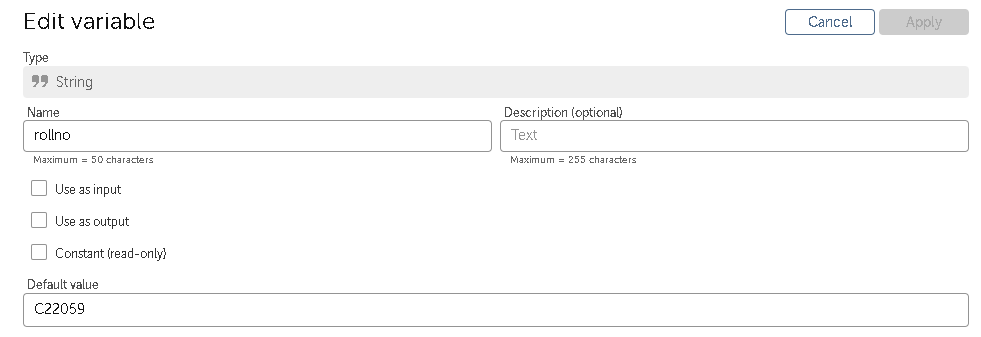 Edit variable
Cancel
Apply
Type
String
Name
Description (optional)
rollno
Text
Maximum = 50 characters
Maximum = 255 characters
Use as input
Use as output
Constant (read-only)
Default value
C22059